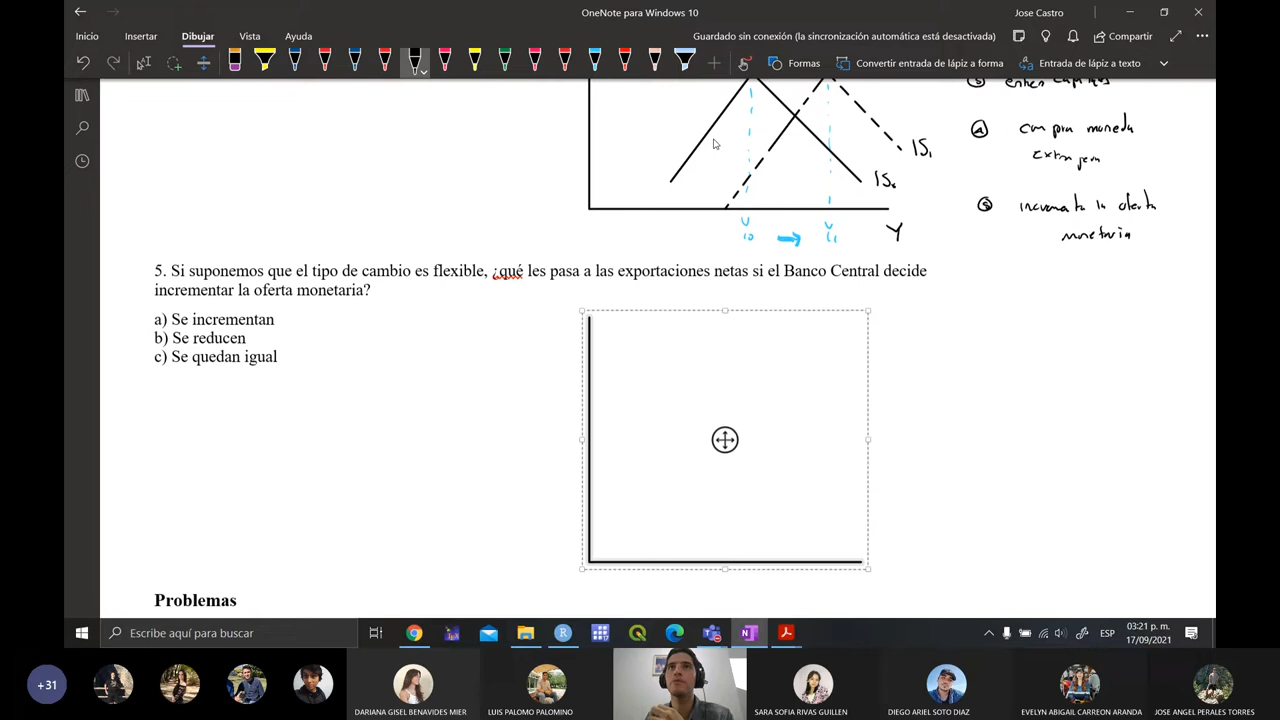 OneNote para Windows 10
Jose Castro
Inicio
Insertar
Dibujar
Vista
Ayuda
Guardado sin conexión (la sincronización automática está desactivada)
Compartir
Formas
Convertir entrada de lápiz a forma
Entrada de lápiz a texto
compra moneda
IS₁
IS₀
incrementa la oferta
monetaria
Y
5. Si suponemos que el tipo de cambio es flexible, ¿qué les pasa a las exportaciones netas si el Banco Central decide
incrementar la oferta monetaria?
a) Se incrementan
b) Se reducen
c) Se quedan igual
Problemas
Escribe aquí para buscar
ESP
03:21 p. m.
17/09/2021
+31
DARIANA GISEL BENAVIDES MIER
LUIS PALOMO PALOMINO
SARA SOFIA RIVAS GUILLEN
DIEGO ARIEL SOTO DIAZ
EVELYN ABIGAIL CARREON ARANDA
JOSE ANGEL PERALES TORRES